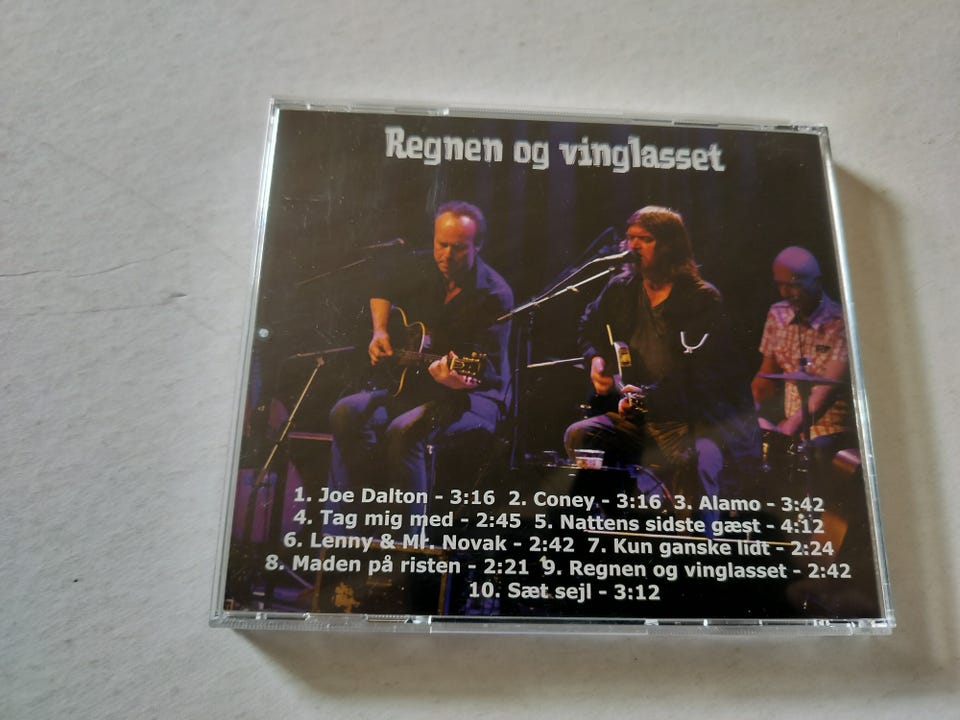 Regnen og vinglasset
1. Joe Dalton - 3:16 2. Coney - 3:16 3. Alamo - 3:42
4. Tag mig med - 2:45 5. Nattens sidste gæst - 4:12
6. Lenny & Mr. Novak - 2:42 7. Kun ganske lidt - 2:24
8. Maden på risten - 2:21 9. Regnen og vinglasset - 2:42
10. Sæt sejl - 3:12